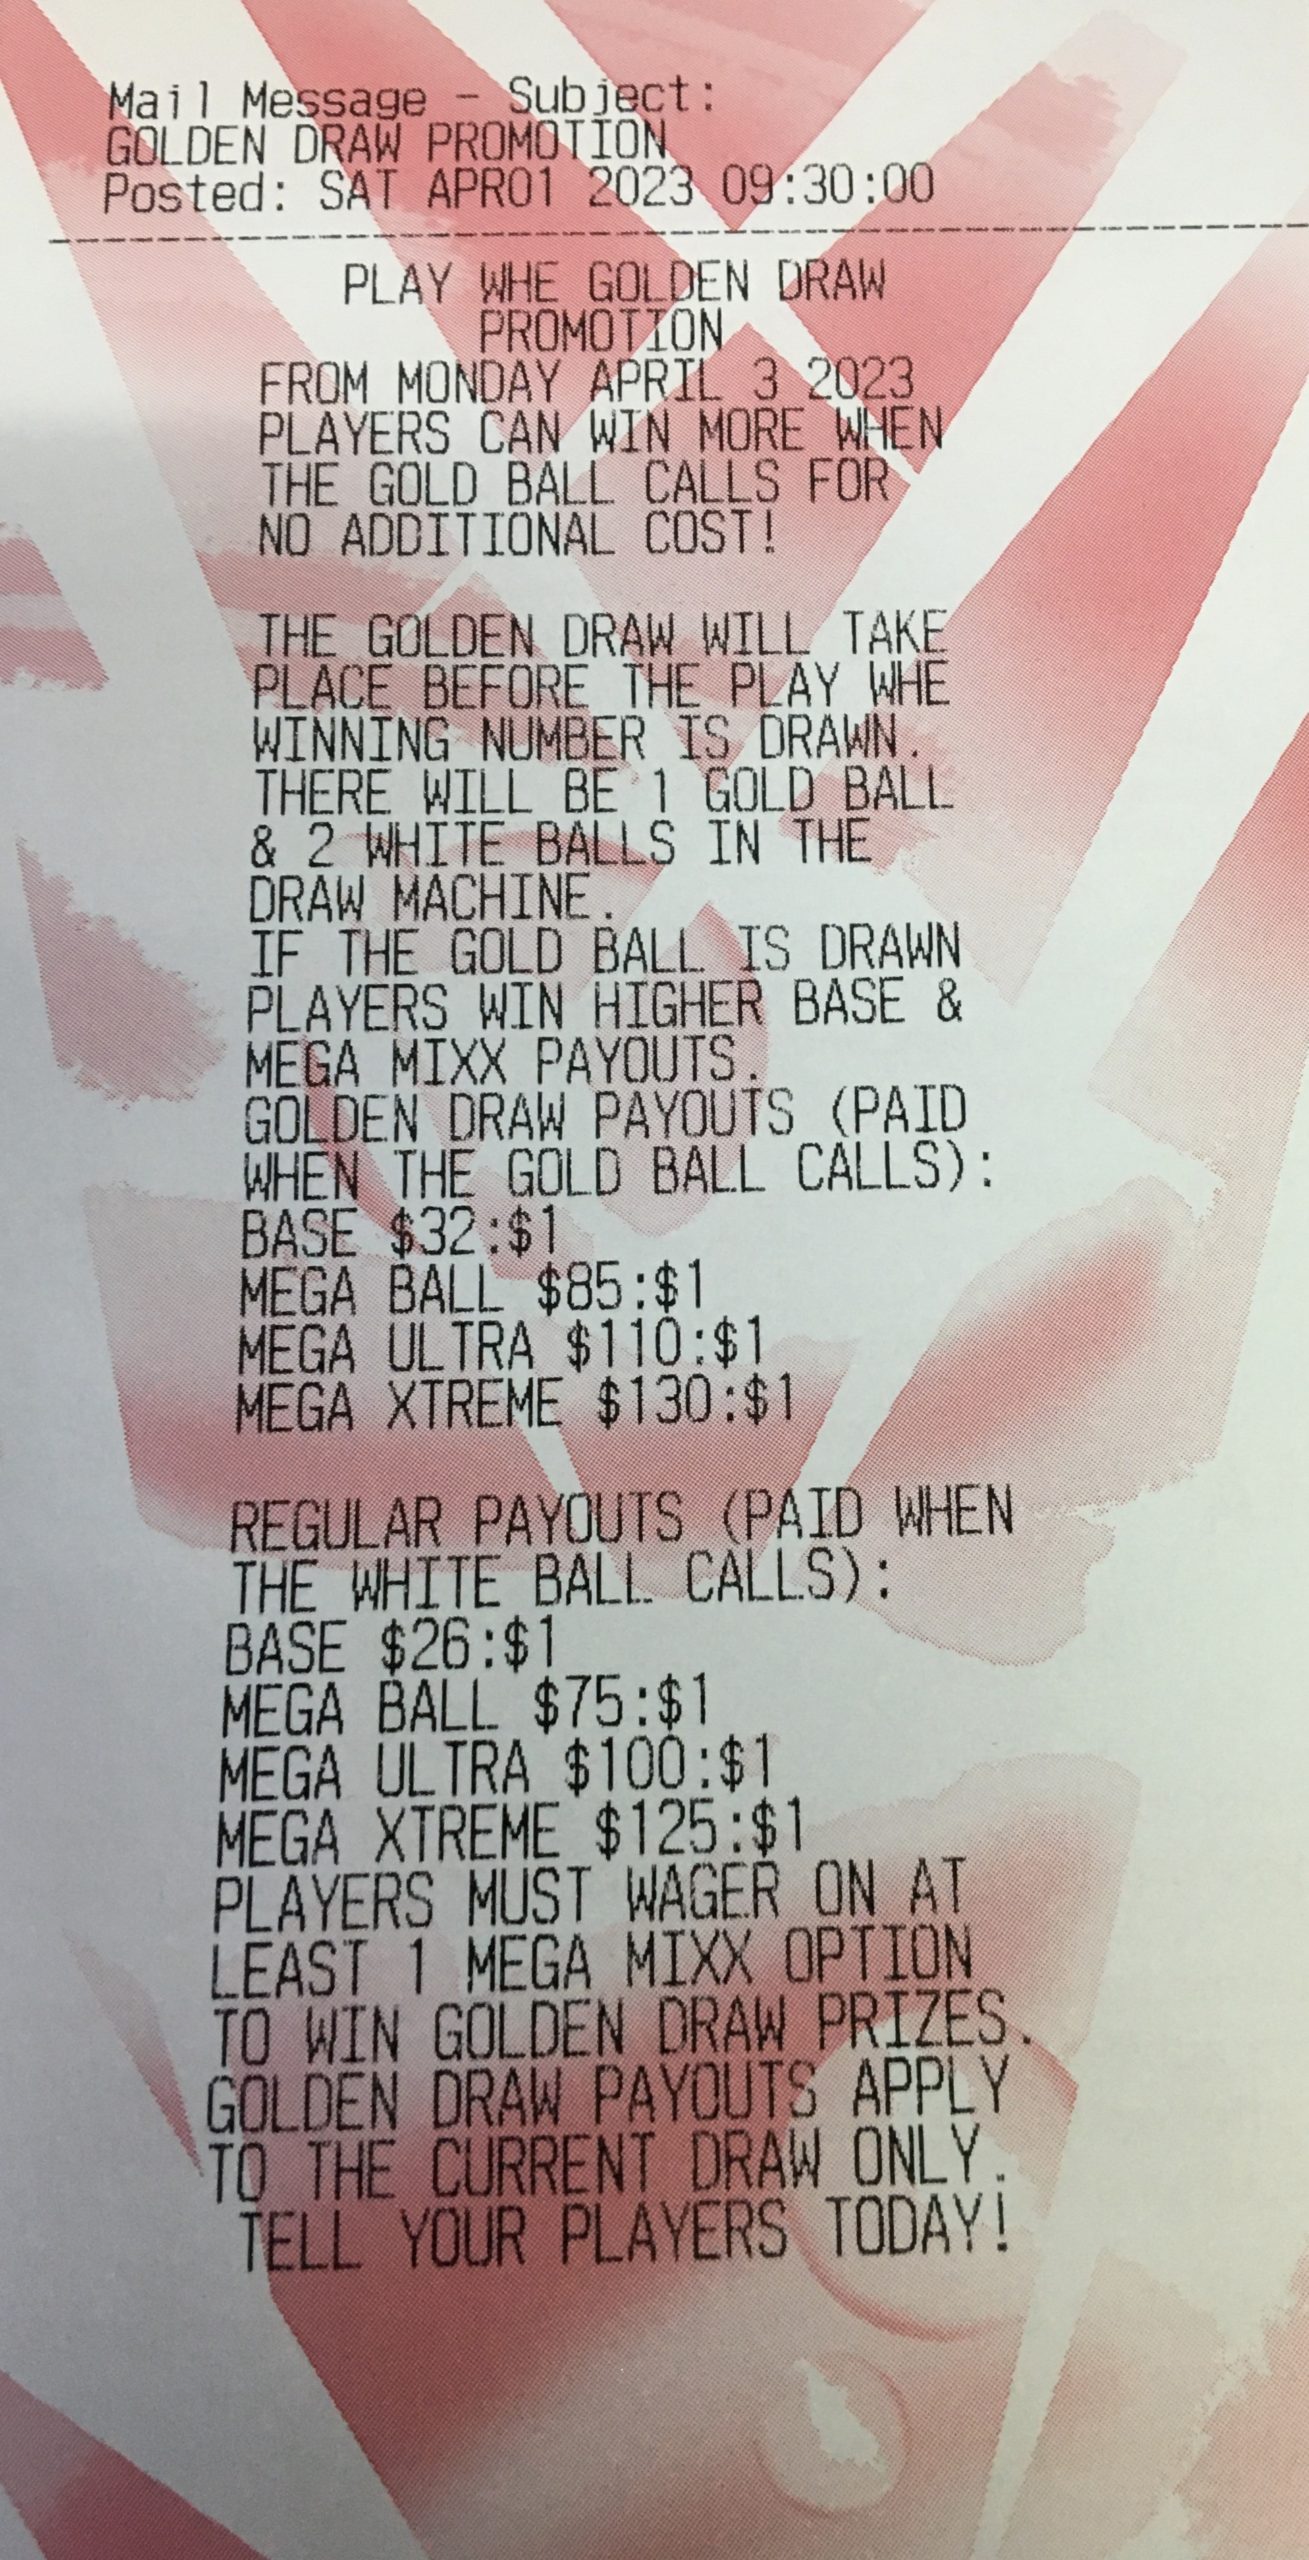 Mail Message - Subject:
GOLDEN DRAW PROMOTION
Posted: SAT APR01 2023 09:30:00
PLAY WHE GOLDEN DRAW
PROMOTION
FROM MONDAY APRIL 3 2023
PLAYERS CAN WIN MORE WHEN
THE GOLD BALL CALLS FOR
NO ADDITIONAL COST!
THE GOLDEN DRAW WILL TAKE
PLACE BEFORE THE PLAY WHE
WINNING NUMBER IS DRAWN.
THERE WILL BE 1 GOLD BALL
& 2 WHITE BALLS IN THE
DRAW MACHINE.
IF THE GOLD BALL IS DRAWN
PLAYERS WIN HIGHER BASE &
MEGA MIXX PAYOUTS.
GOLDEN DRAW PAYOUTS (PAID
WHEN THE GOLD BALL CALLS):
BASE $32:$1
MEGA BALL $85:$1
MEGA ULTRA $110:$1
MEGA XTREME $130:$1
REGULAR PAYOUTS (PAID WHEN
THE WHITE BALL CALLS):
BASE $26:$1
MEGA BALL $75:$1
MEGA ULTRA $100:$1
MEGA XTREME $125:$1
PLAYERS MUST WAGER ON AT
LEAST 1 MEGA MIXX OPTION
TO WIN GOLDEN DRAW PRIZES.
GOLDEN DRAW PAYOUTS APPLY
TO THE CURRENT DRAW ONLY.
TELL YOUR PLAYERS TODAY!